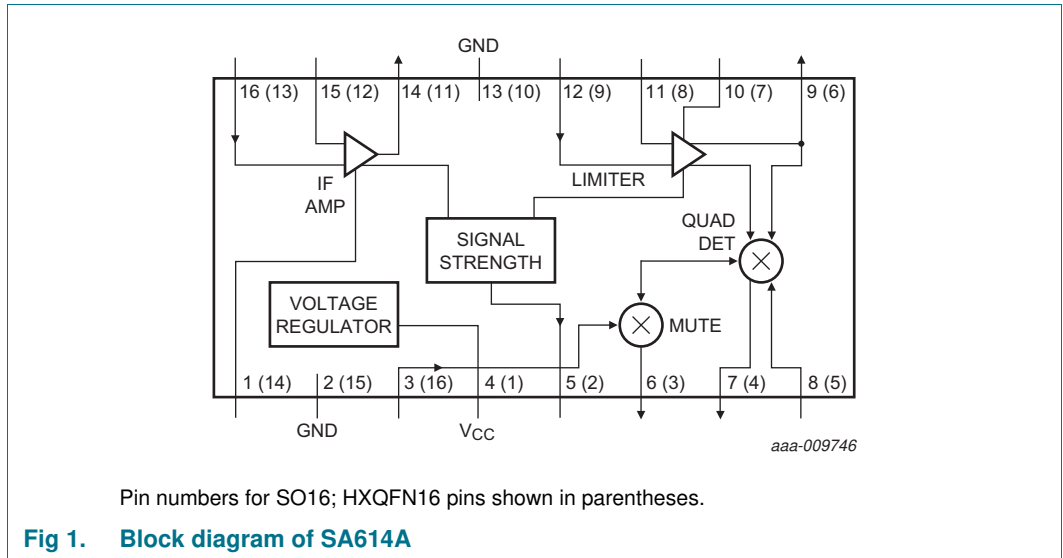 GND
16 (13)
15 (12)
14 (11)
13 (10)
12 (9)
11 (8)
10 (7)
9 (6)
IF
AMP
LIMITER
QUAD
DET
SIGNAL
STRENGTH
VOLTAGE
REGULATOR
MUTE
1 (14)
2 (15)
3 (16)
4 (1)
5 (2)
6 (3)
7 (4)
8 (5)
GND
VCC
aaa-009746
Pin numbers for SO16; HXQFN16 pins shown in parentheses.
Fig 1. Block diagram of SA614A